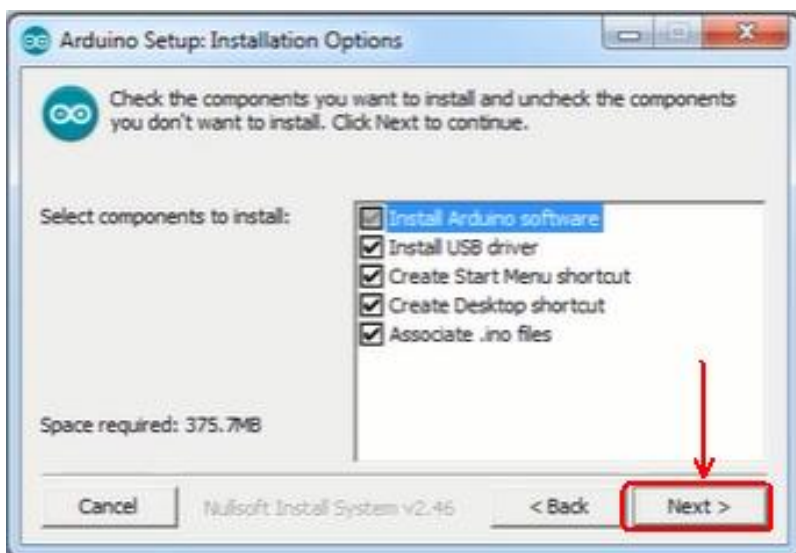 Arduino Setup: Installation Options
Check the components you want to install and uncheck the components
you don't want to install. Click Next to continue.
Select components to install:
Install Arduino software
Install USB driver
Create Start Menu shortcut
Create Desktop shortcut
Associate .ino files
Space required: 375.7MB
Cancel
Nullsoft Install System v2.46
< Back
Next >